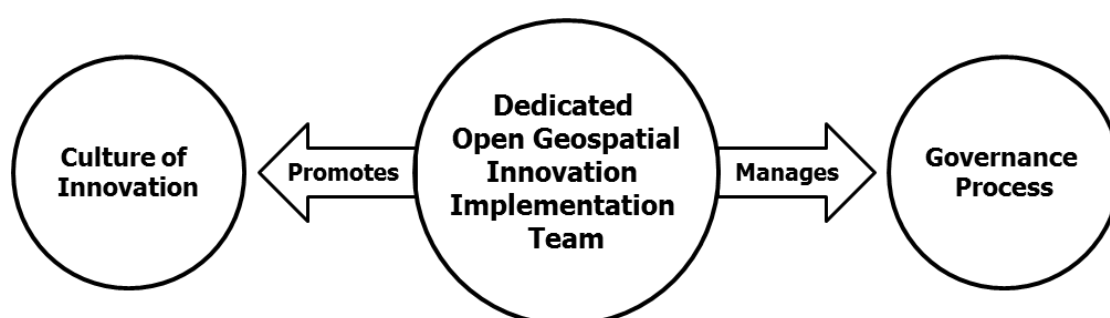 Culture of
Innovation
Promotes
Dedicated
Open Geospatial
Innovation
Implementation
Team
Manages
Governance
Process